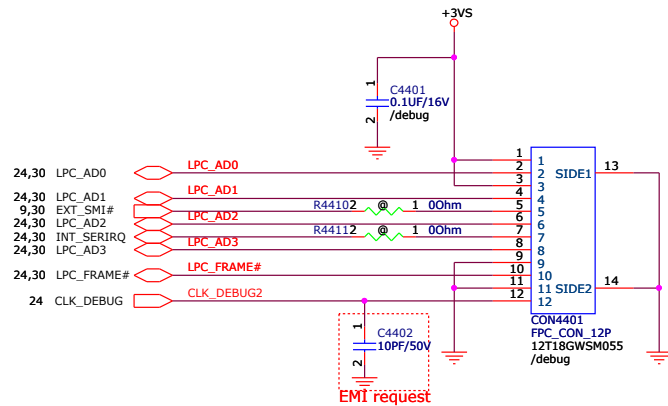 +3VS
1
C4401
0.1UF/16V
2
/debug
24,30 LPC_AD0 LPC_AD0
24,30 LPC_AD1 LPC_AD1
9,30 EXT_SMI# R4410 2 @ 1 0Ohm
24,30 LPC_AD2 LPC_AD2
24,30 INT_SERIRQ R4411 2 @ 1 0Ohm
24,30 LPC_AD3 LPC_AD3
24,30 LPC_FRAME# LPC_FRAME#
24 CLK_DEBUG CLK_DEBUG2
1 1
2 2 SIDE1 13
3 3
4 4
5 5
6 6
7 7
8 8
9 9
10 10
11 11 SIDE2 14
12 12
CON4401
FPC_CON_12P
12T18GWSM055
/debug
1
C4402
10PF/50V
2
EMI request